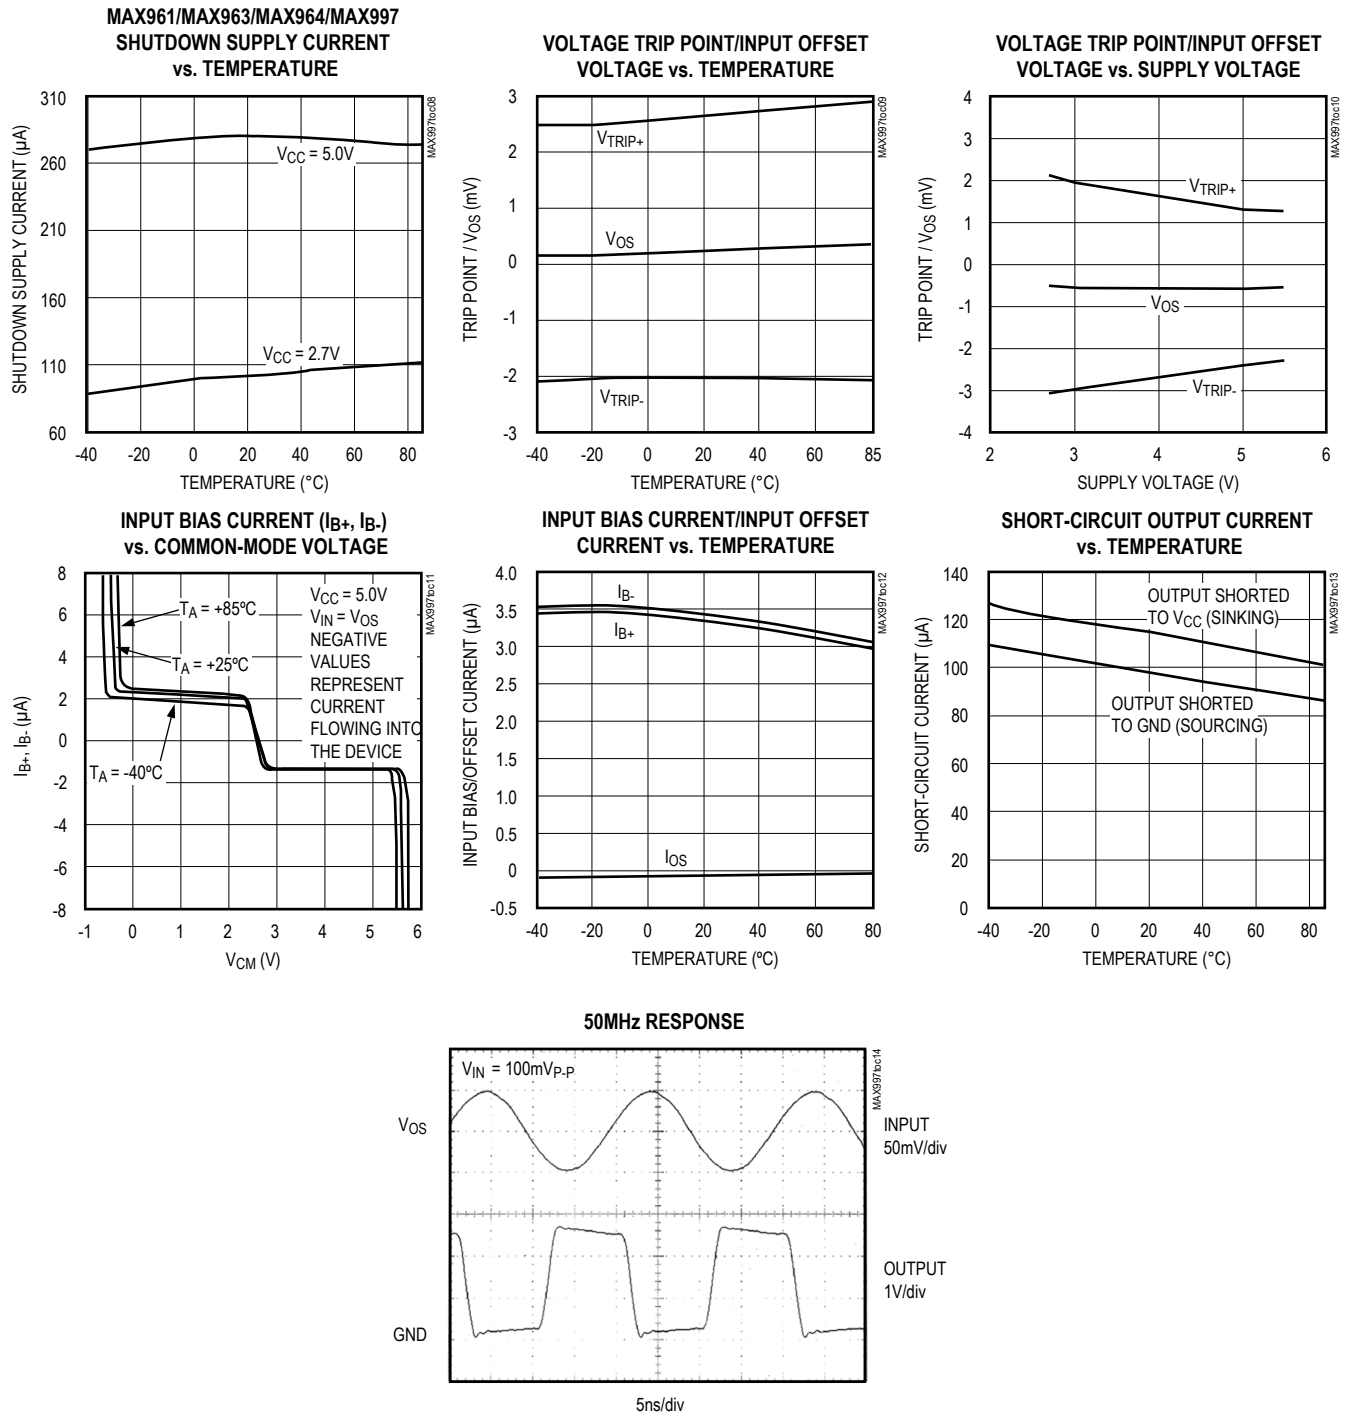 MAX961/MAX963/MAX964/MAX997
SHUTDOWN SUPPLY CURRENT
vs. TEMPERATURE
310
260
210
160
110
60
SHUTDOWN SUPPLY CURRENT (µA)
VCC = 5.0V
VCC = 2.7V
MAX997toc08
-40 -20 0 20 40 60 80
TEMPERATURE (°C)
VOLTAGE TRIP POINT/INPUT OFFSET
VOLTAGE vs. TEMPERATURE
3
2
1
0
-1
-2
-3
TRIP POINT / VOS (mV)
VTRIP+
VOS
VTRIP-
MAX997toc09
-40 -20 0 20 40 60 85
TEMPERATURE (°C)
VOLTAGE TRIP POINT/INPUT OFFSET
VOLTAGE vs. SUPPLY VOLTAGE
4
3
2
1
0
-1
-2
-3
-4
TRIP POINT / VOS (mV)
VTRIP+
VOS
VTRIP-
MAX997toc10
2 3 4 5 6
SUPPLY VOLTAGE (V)
INPUT BIAS CURRENT (IB+, IB-)
vs. COMMON-MODE VOLTAGE
8
6
4
2
0
-2
-4
-6
-8
IB+, IB- (µA)
TA = +85ºC
TA = +25ºC
TA = -40ºC
VCC = 5.0V
VIN = VOS
NEGATIVE
VALUES
REPRESENT
CURRENT
FLOWING INTO
THE DEVICE
MAX997toc11
-1 0 1 2 3 4 5 6
VCM (V)
INPUT BIAS CURRENT/INPUT OFFSET
CURRENT vs. TEMPERATURE
4.0
3.5
3.0
2.5
2.0
1.5
1.0
0.5
0
-0.5
INPUT BIAS/OFFSET CURRENT (µA)
IB-
IB+
IOS
MAX997toc12
-40 -20 0 20 40 60 80
TEMPERATURE (ºC)
SHORT-CIRCUIT OUTPUT CURRENT
vs. TEMPERATURE
140
120
100
80
60
40
20
0
SHORT-CIRCUIT CURRENT (µA)
OUTPUT SHORTED
TO VCC (SINKING)
OUTPUT SHORTED
TO GND (SOURCING)
MAX997toc13
-40 -20 0 20 40 60 80
TEMPERATURE (°C)
50MHz RESPONSE
VIN = 100mVP-P
MAX997toc14
VOS
INPUT
50mV/div
OUTPUT
1V/div
GND
5ns/div